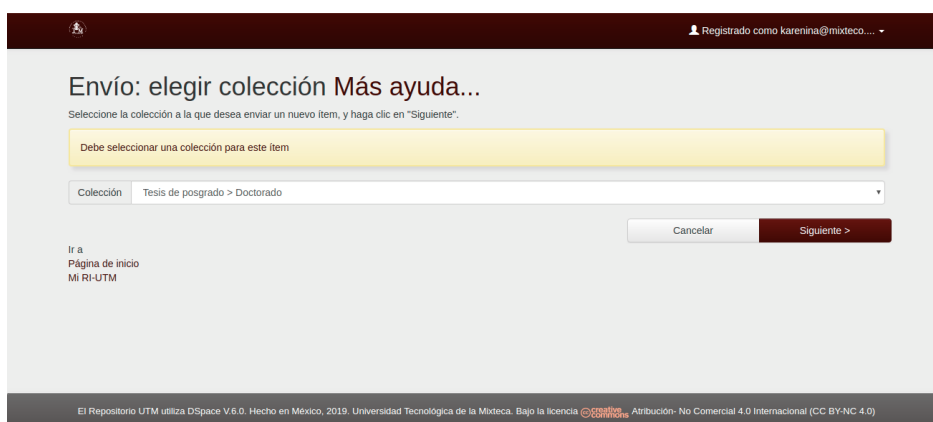 Registrado como karenina@mixteco....
Envío: elegir colección Más ayuda...
Seleccione la colección a la que desea enviar un nuevo ítem, y haga clic en "Siguiente".
Debe seleccionar una colección para este ítem
Colección Tesis de posgrado > Doctorado
Cancelar Siguiente >
Ir a
Página de inicio
Mi RI-UTM
El Repositorio UTM utiliza DSpace V.6.0. Hecho en México, 2019. Universidad Tecnológica de la Mixteca. Bajo la licencia creative commons Atribución- No Comercial 4.0 Internacional (CC BY-NC 4.0)